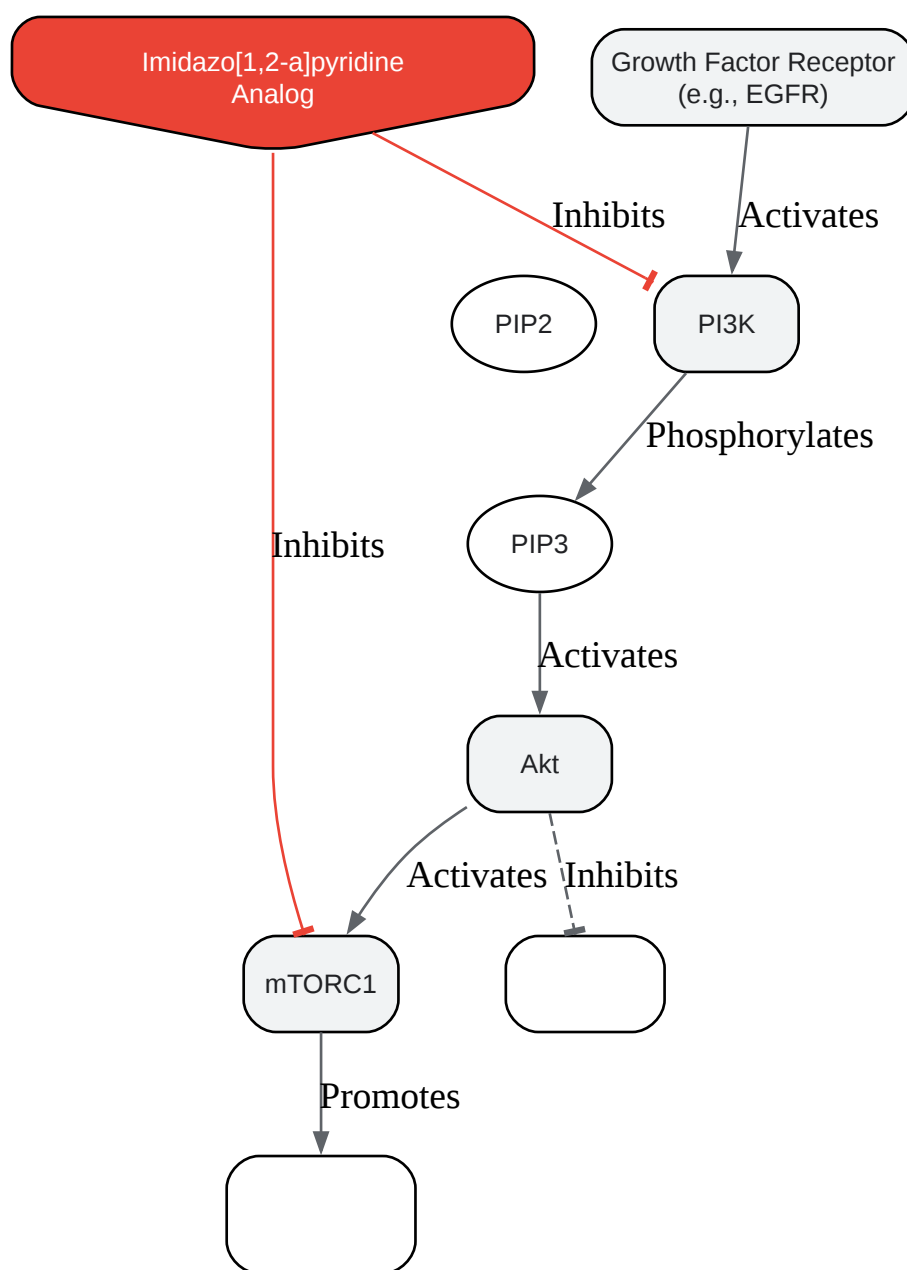 Imidazo[1,2-a]pyridine
Analog
Growth Factor Receptor
(e.g., EGFR)
Inhibits
Activates
PIP2
PI3K
Phosphorylates
Inhibits
PIP3
Activates
Akt
Activates
Inhibits
mTORC1
Promotes